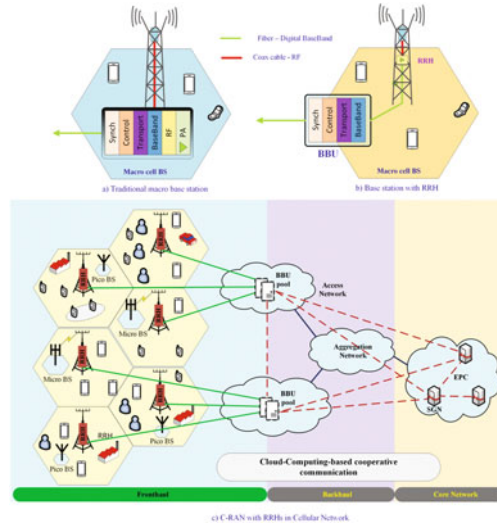 Fiber – Digital BaseBand
Coax cable - RF
RRH
Synch
Control
Transport
BaseBand
RF
PA
Synch
Control
Transport
BaseBand
BBU
Macro cell BS
Macro cell BS
a) Traditional macro base station
b) Base station with RRH
BBU
pool
Access
Network
Pico BS
Micro BS
Aggregation
Network
Micro BS
EPC
BBU
pool
SGN
RRH
Pico BS
Pico BS
Cloud-Computing-based cooperative
communication
Fronthaul
Backhaul
Core Network
c) C-RAN with RRHs in Cellular Network